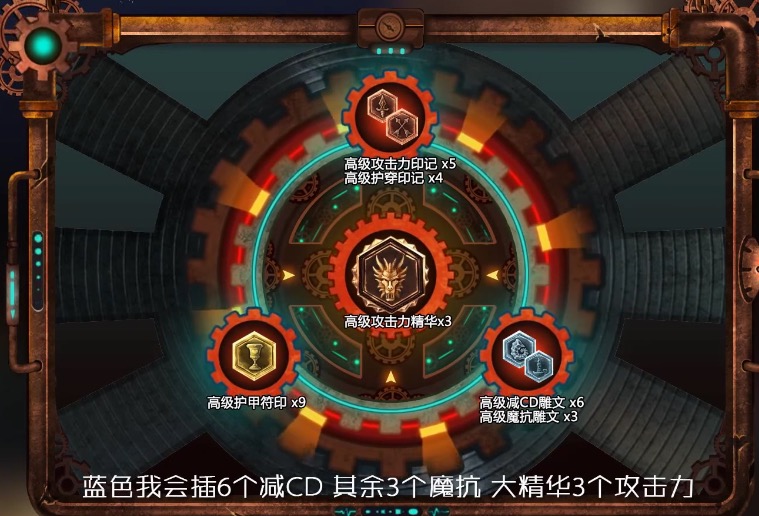 高级攻击力印记 x5
高级护穿印记 x4
高级攻击力精华x3
高级护甲符印 x9
高级减CD雕文 x6
高级魔抗雕文 x3
蓝色我会插6个减CD 其余3个魔抗 大精华3个攻击力